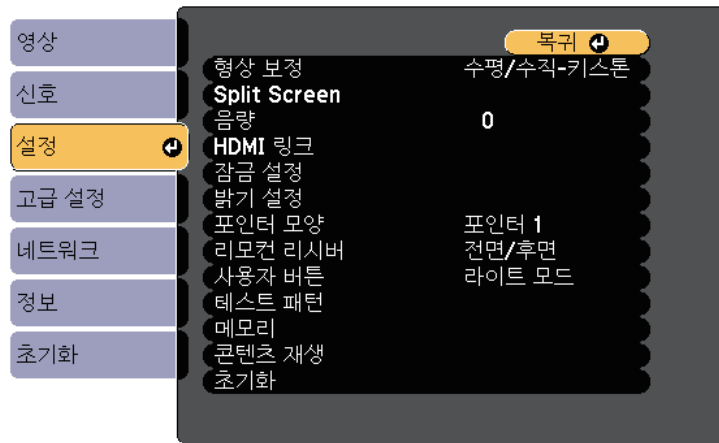 영상
신호
설정
고급 설정
네트워크
정보
초기화
복귀
형상 보정 수평/수직-키스톤
Split Screen
음량 0
HDMI 링크
잠금 설정
밝기 설정
포인터 모양 포인터 1
리모컨 리시버 전면/후면
사용자 버튼 라이트 모드
테스트 패턴
메모리
콘텐츠 재생
초기화